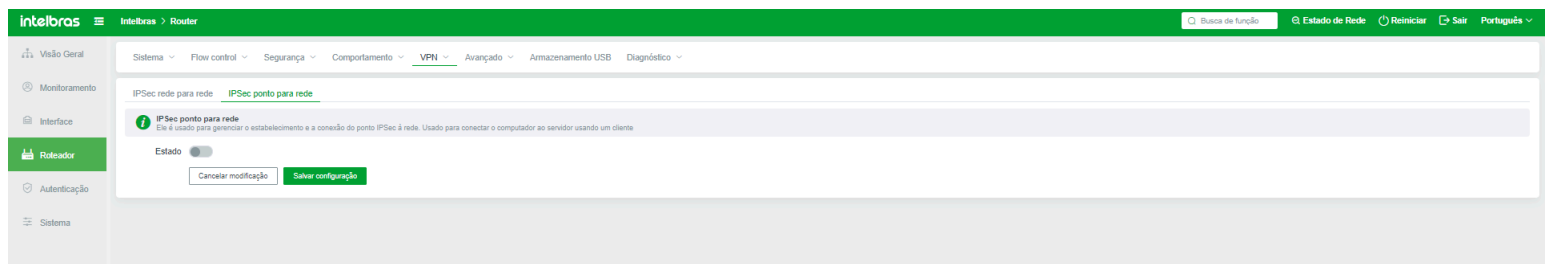 intelbras Intelbras > Router Busca de função Estado de Rede Reiniciar Sair Português
Visão Geral
Monitoramento
Interface
Roteador
Autenticação
Sistema
Sistema Flow control Segurança Comportamento VPN Avançado Armazenamento USB Diagnóstico
IPSec rede para rede IPSec ponto para rede
IPSec ponto para rede
Ele é usado para gerenciar o estabelecimento e a conexão do ponto IPSec à rede. Usado para conectar o computador ao servidor usando um cliente
Estado
Cancelar modificação Salvar configuração